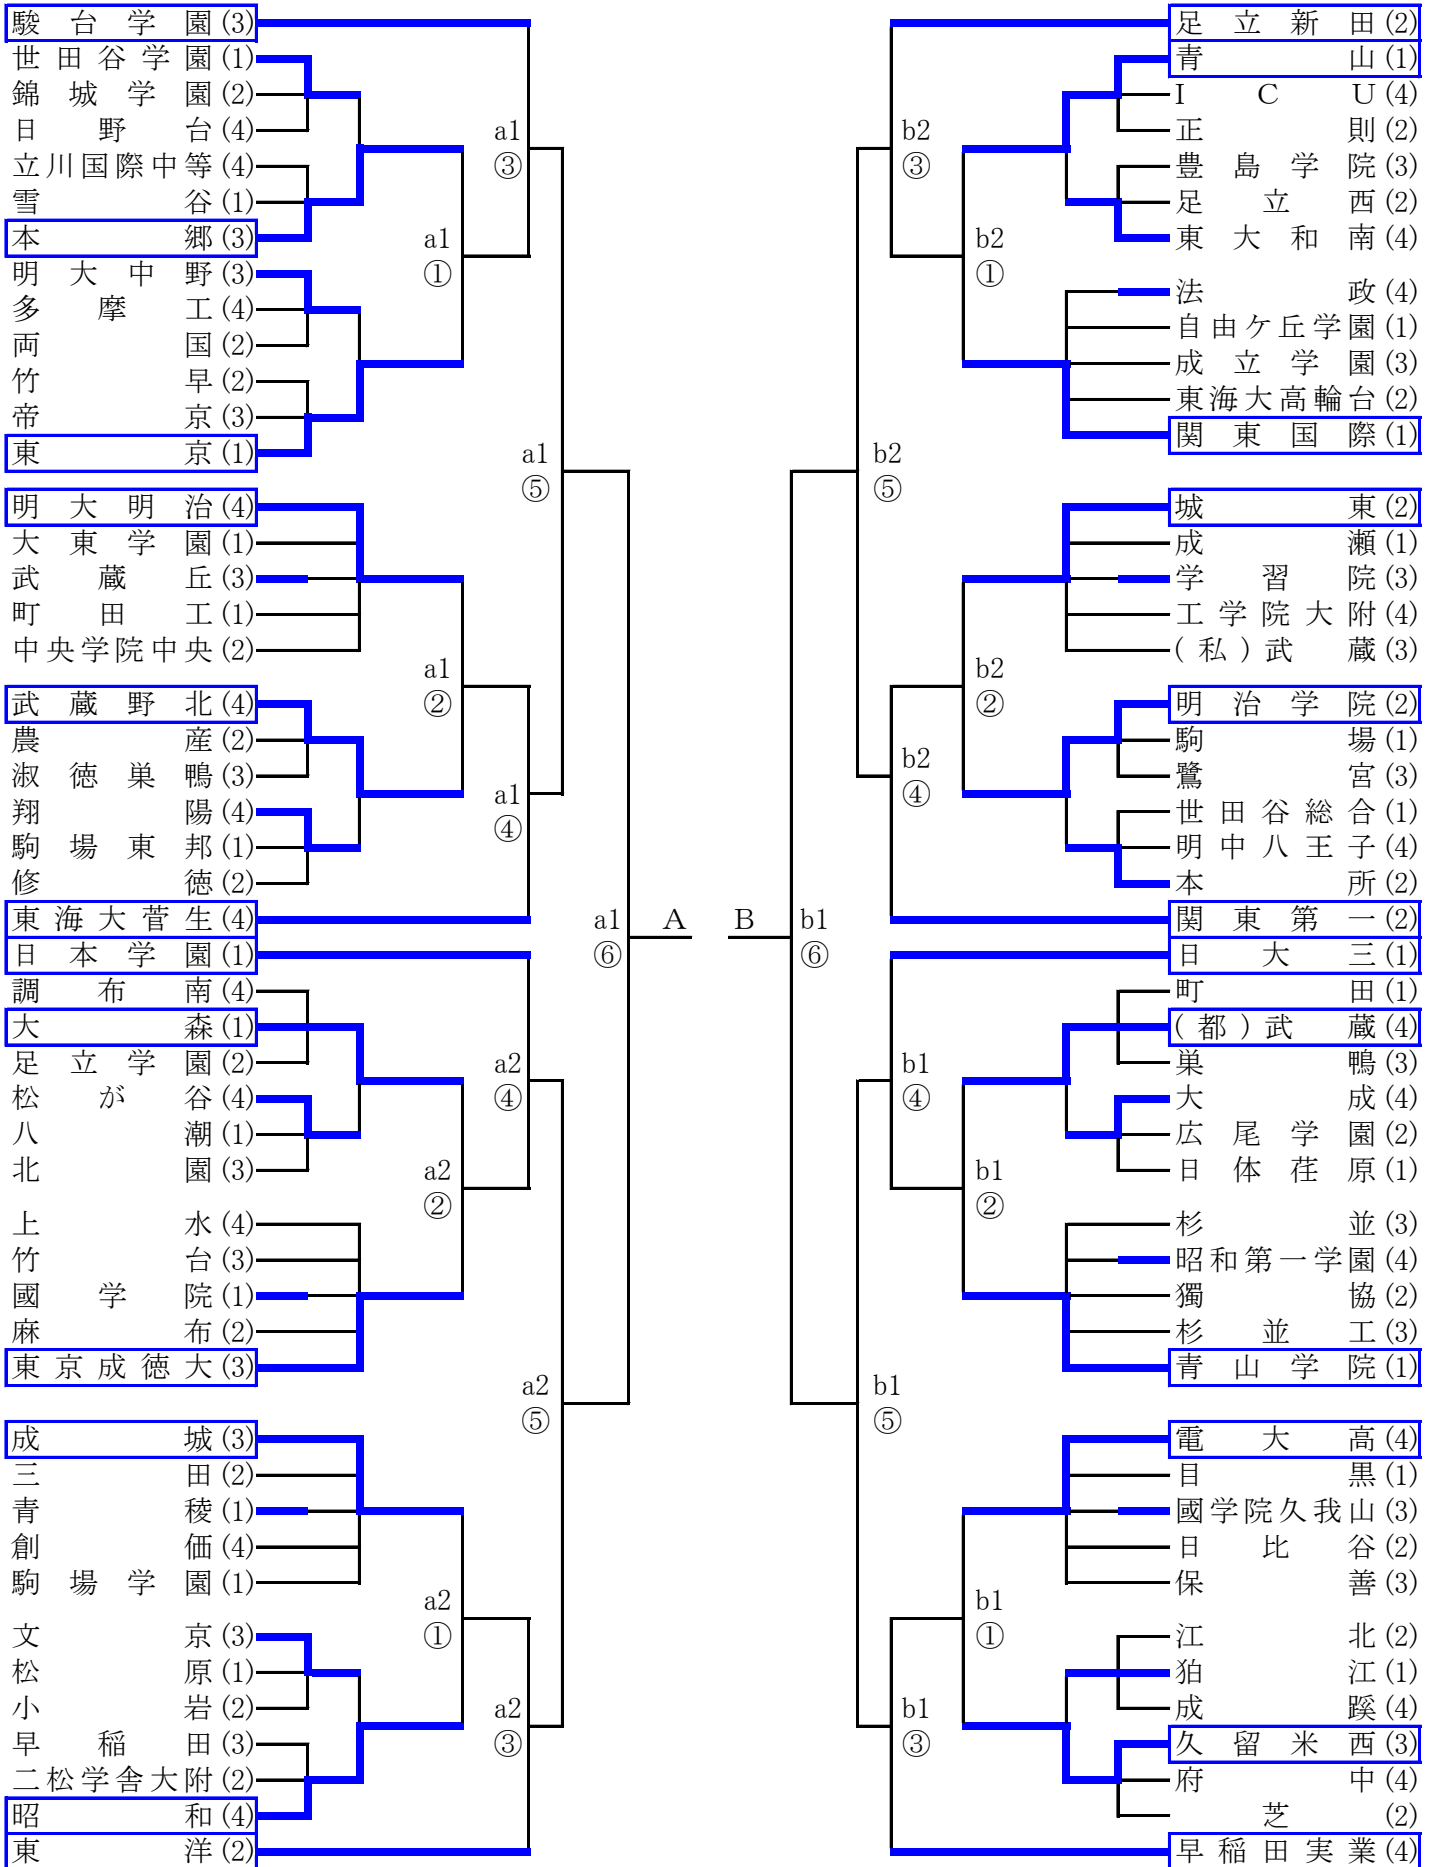 駿台学園(3)
世田谷学園(1)
錦城学園(2)
日野台(4)
立川国際中等(4)
雪谷(1)
本郷(3)
明大中野(3)
多摩工(4)
両国(2)
竹早(2)
帝京(3)
東京(1)
明大明治(4)
大東学園(1)
武蔵丘(3)
町田工(1)
中央学院中央(2)
武蔵野北(4)
農産(2)
淑徳巣鴨(3)
翔陽(4)
駒場東邦(1)
修徳(2)
東海大菅生(4)
日本学園(1)
調布南(4)
大森(1)
足立学園(2)
松が谷(4)
八潮(1)
北園(3)
上水(4)
竹台(3)
國学院(1)
麻布(2)
東京成徳大(3)
成城(3)
三田(2)
青稜(1)
創価(4)
駒場学園(1)
文京(3)
松原(1)
小岩(2)
早稲田(3)
二松学舎大附(2)
昭和(4)
東洋(2)
a1
①
a1
②
a2
②
a2
①
a1
③
a1
④
a2
④
a2
③
a1
⑤
a2
⑤
a1
⑥
A
B
b1
⑥
b2
⑤
b1
⑤
b2
③
b2
④
b1
④
b1
③
b2
①
b2
②
b1
②
b1
①
足立新田(2)
青山(1)
ICU(4)
正則(2)
豊島学院(3)
足立西(2)
東大和南(4)
法政(4)
自由ケ丘学園(1)
成立学園(3)
東海大高輪台(2)
関東国際(1)
城東(2)
成瀬(1)
学習院(3)
工学院大附(4)
(私)武蔵(3)
明治学院(2)
駒場(1)
鷺宮(3)
世田谷総合(1)
明中八王子(4)
本所(2)
関東第一(2)
日大三(1)
町田(1)
(都)武蔵(4)
巣鴨(3)
大成(4)
広尾学園(2)
日体荏原(1)
杉並(3)
昭和第一学園(4)
獨協(2)
杉並工(3)
青山学院(1)
電大高(4)
目黒(1)
國学院久我山(3)
日比谷(2)
保善(3)
江北(2)
狛江(1)
成蹊(4)
久留米西(3)
府中(4)
芝(2)
早稲田実業(4)